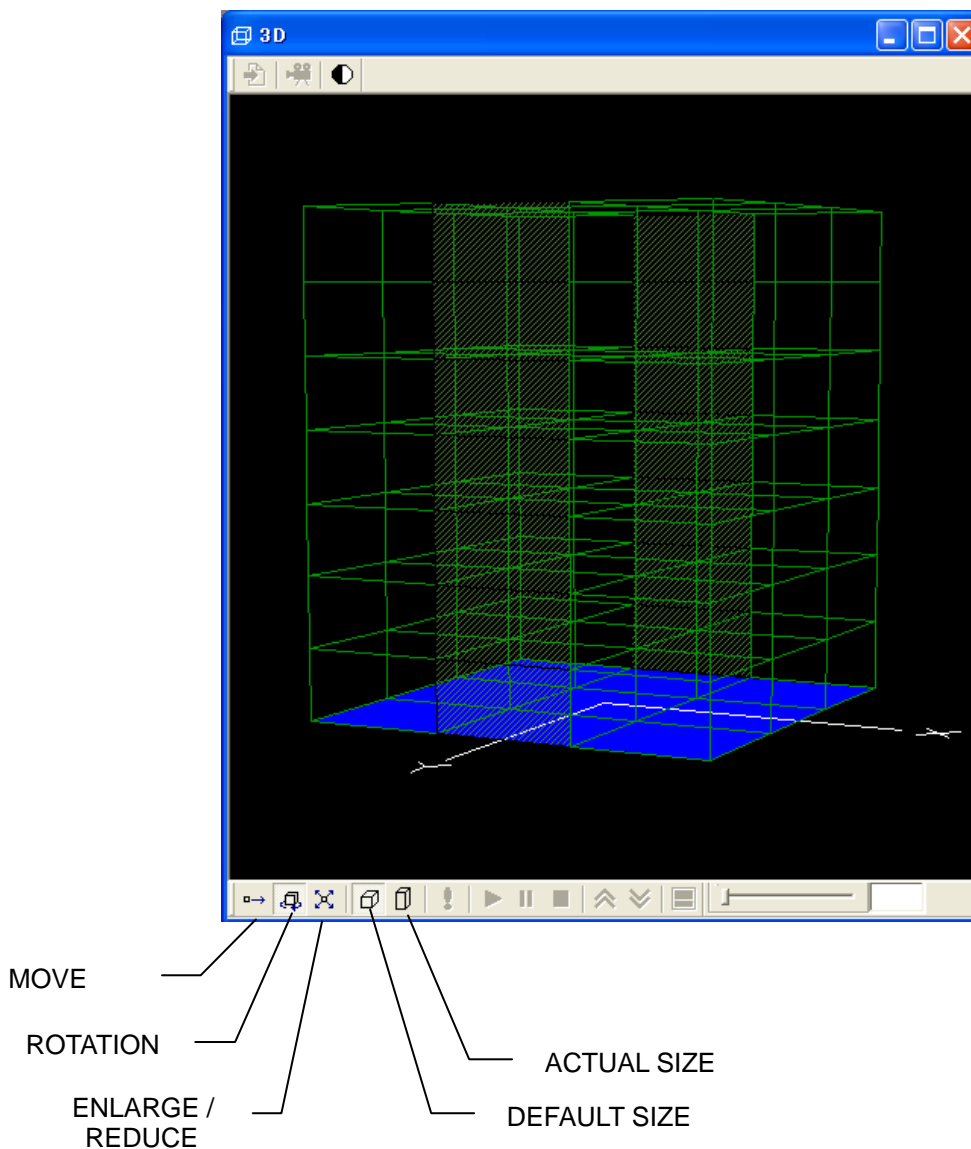 3D
MOVE
ROTATION
ENLARGE /
REDUCE
ACTUAL SIZE
DEFAULT SIZE
Y
X